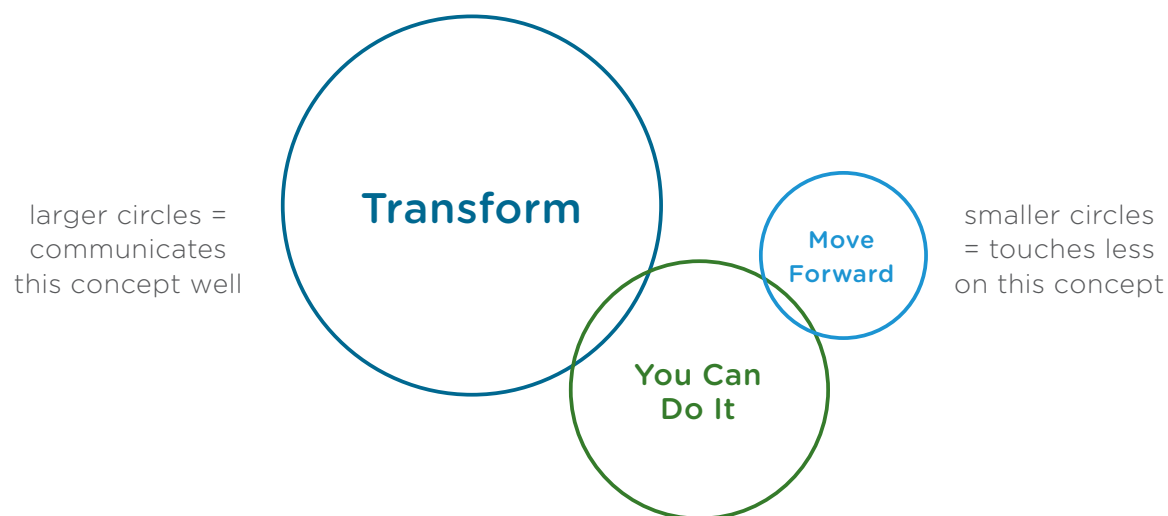 larger circles =
communicates
this concept well
Transform
You Can
Do It
Move
Forward
smaller circles
= touches less
on this concept